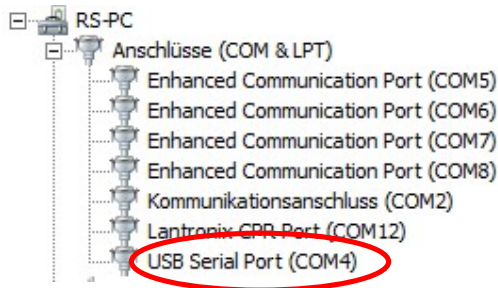 RS-PC
Anschlüsse (COM & LPT)
Enhanced Communication Port (COM5)
Enhanced Communication Port (COM6)
Enhanced Communication Port (COM7)
Enhanced Communication Port (COM8)
Kommunikationsanschluss (COM2)
Lantronix CPR Port (COM12)
USB Serial Port (COM4)